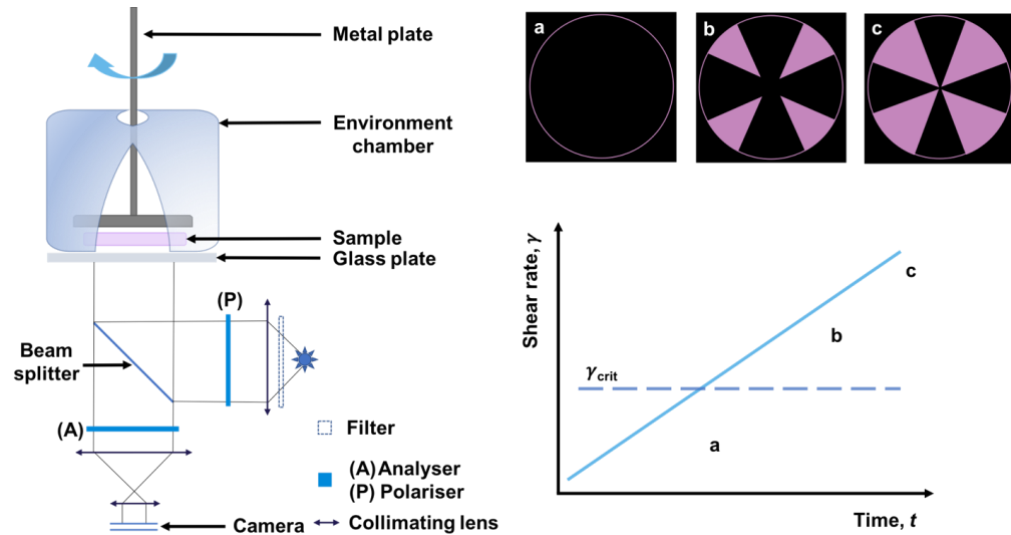 Metal plate
Environment
chamber
Sample
Glass plate
(P)
Beam
splitter
(A)
Filter
(A) Analyser
(P) Polariser
Camera
Collimating lens
a
b
c
Shear rate, γ
c
b
γcrit
a
Time, t